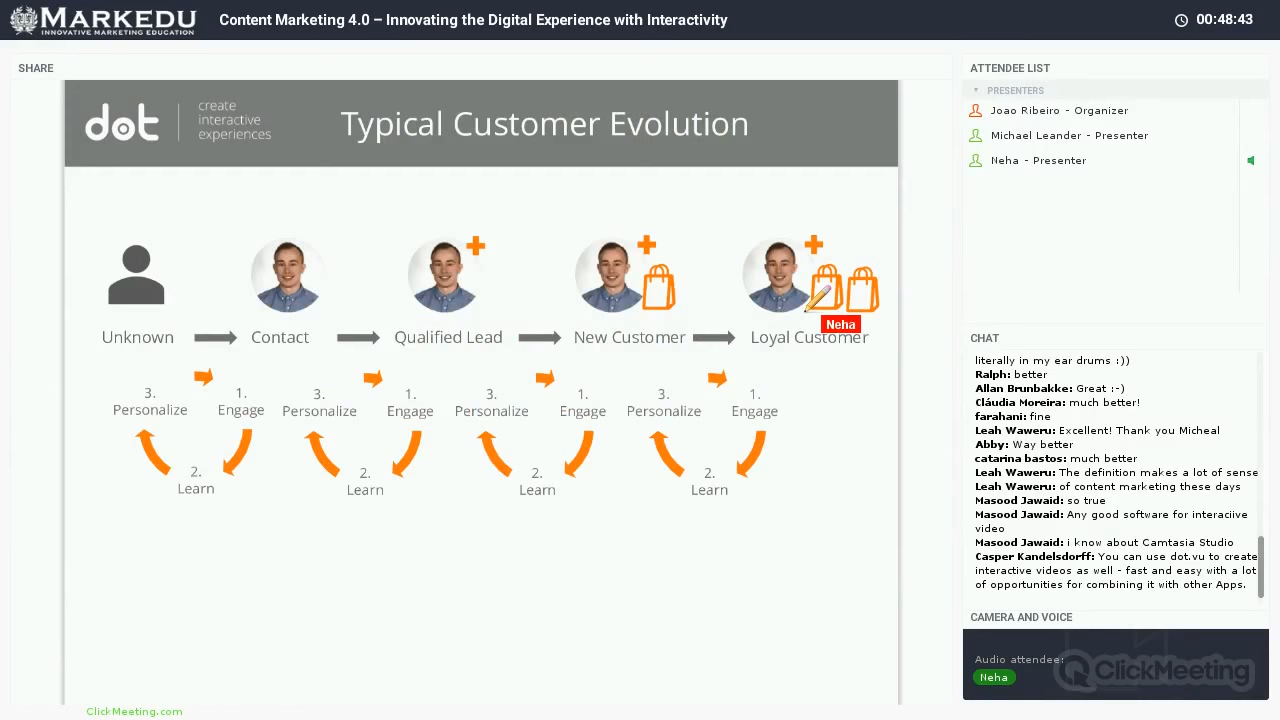 MARKEDU
INNOVATIVE MARKETING EDUCATION
Content Marketing 4.0 – Innovating the Digital Experience with Interactivity
00:48:43
SHARE
dot
create
interactive
experiences
Typical Customer Evolution
Neha
Unknown
Contact
Qualified Lead
New Customer
Loyal Customer
3.
Personalize
1.
Engage
2.
Learn
3.
Personalize
1.
Engage
2.
Learn
3.
Personalize
1.
Engage
2.
Learn
3.
Personalize
1.
Engage
2.
Learn
ClickMeeting.com
ATTENDEE LIST
PRESENTERS
Joao Ribeiro - Organizer
Michael Leander - Presenter
Neha - Presenter
CHAT
literally in my ear drums :))
Ralph: better
Allan Brunbakke: Great :-)
Cláudia Moreira: much better!
farahani: fine
Leah Waweru: Excellent! Thank you Micheal
Abby: Way better
catarina bastos: much better
Leah Waweru: The definition makes a lot of sense
Leah Waweru: of content marketing these days
Masood Jawaid: so true
Masood Jawaid: Any good software for interaciive
video
Masood Jawaid: i know about Camtasia Studio
Casper Kandelsdorff: You can use dot.vu to create
interactive videos as well - fast and easy with a lot
of opportunities for combining it with other Apps.
CAMERA AND VOICE
Audio attendee:
Neha
ClickMeeting